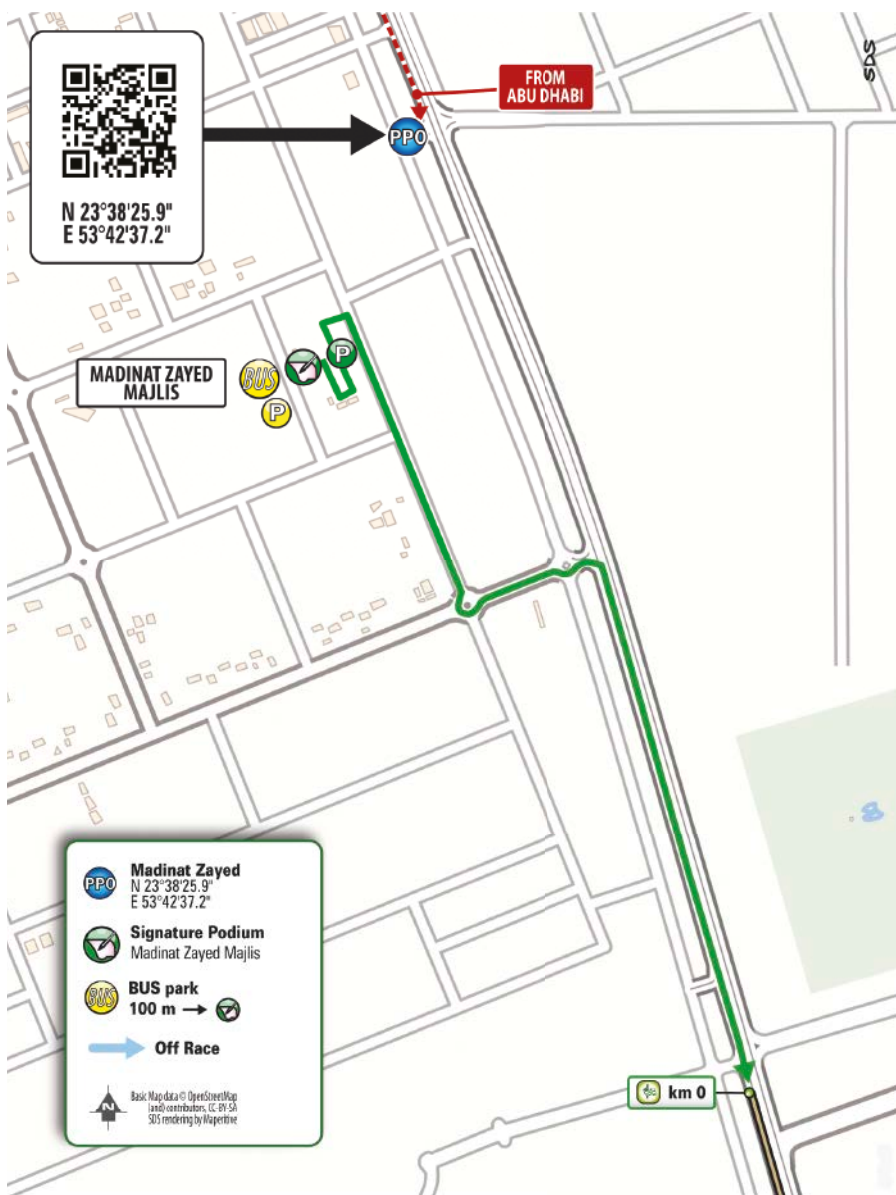 SDS
FROM
ABU DHABI
PPO
N 23°38'25.9"
E 53°42'37.2"
MADINAT ZAYED
MAJLIS
BUS
P
P
PPO
Madinat Zayed
N 23°38'25.9"
E 53°42'37.2"
Signature Podium
Madinat Zayed Majlis
BUS
BUS park
100 m
Off Race
N
Basic Map data © OpenStreetMap
(and) contributors, CC-BY-SA
SDS rendering by Maperitive
km 0